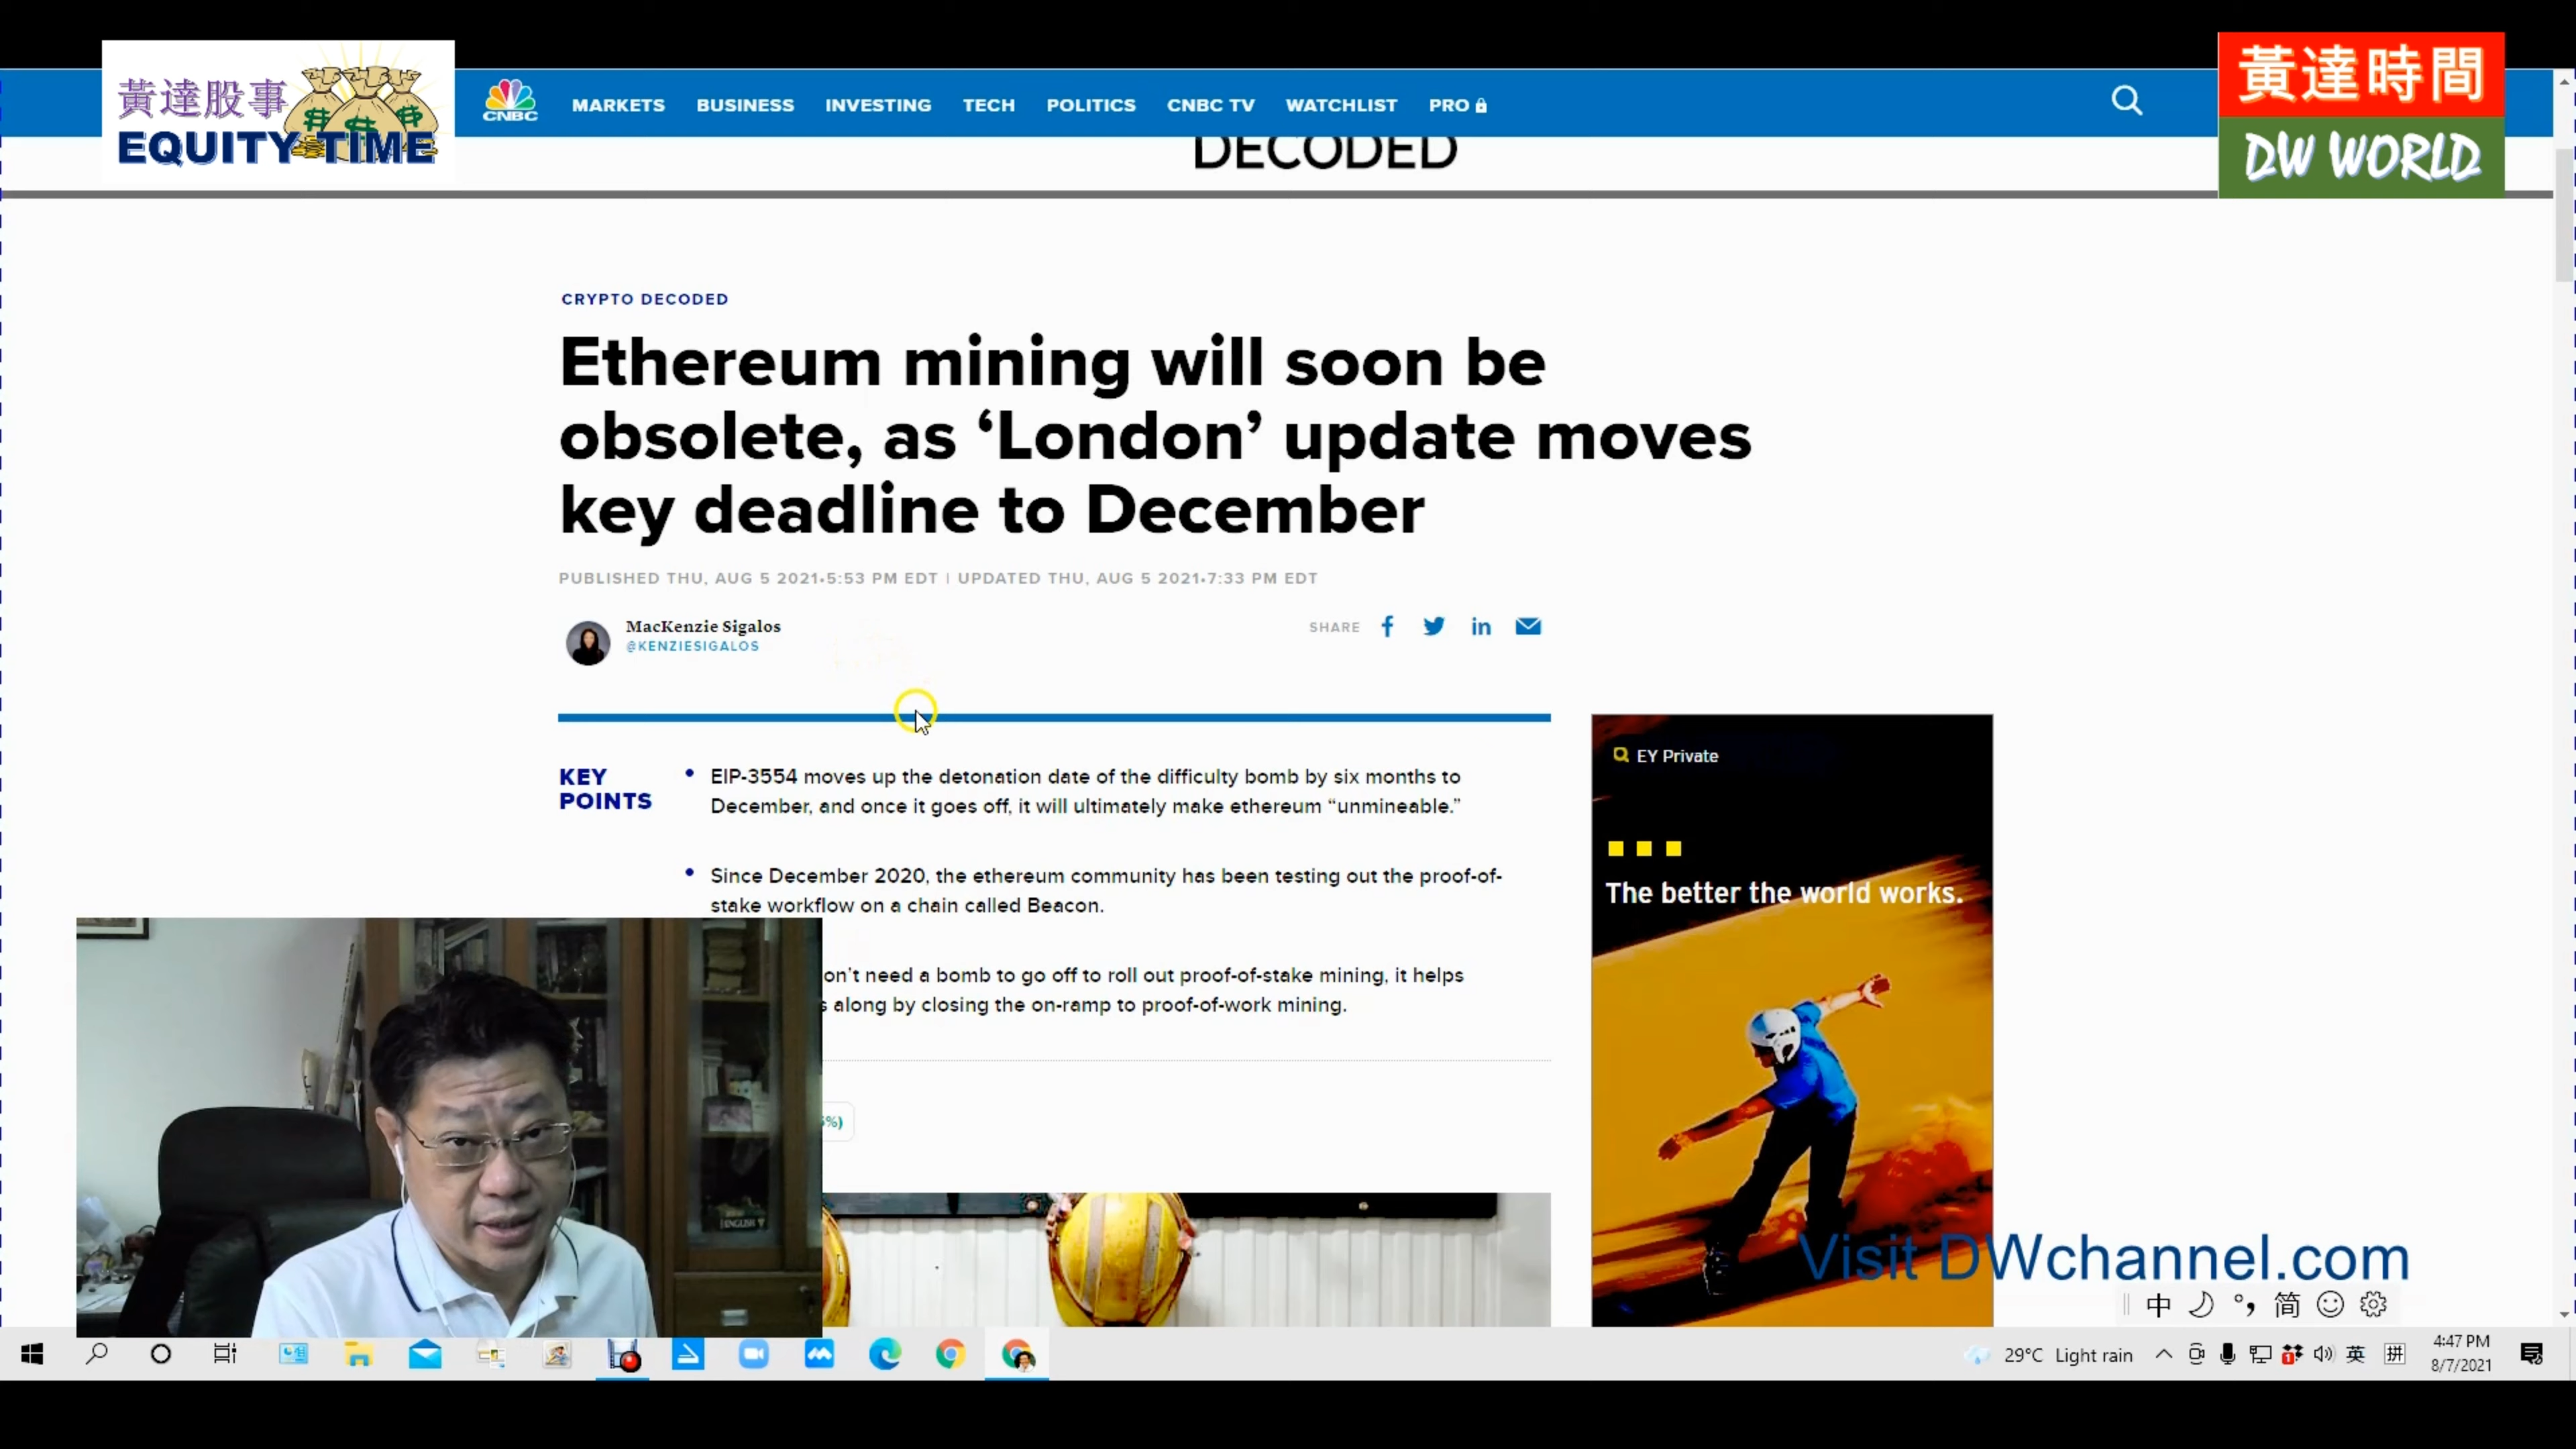 黃達股事
EQUITY TIME
CNBC
MARKETS BUSINESS INVESTING TECH POLITICS CNBC TV WATCHLIST PRO
黃達時間
DW WORLD
DECODED
CRYPTO DECODED
Ethereum mining will soon be
obsolete, as ‘London’ update moves
key deadline to December
PUBLISHED THU, AUG 5 2021•5:53 PM EDT | UPDATED THU, AUG 5 2021•7:33 PM EDT
MacKenzie Sigalos
@KENZIESIGALOS
SHARE
KEY
POINTS
• EIP-3554 moves up the detonation date of the difficulty bomb by six months to
December, and once it goes off, it will ultimately make ethereum “unmineable.”
• Since December 2020, the ethereum community has been testing out the proof-of-
stake workflow on a chain called Beacon.
on’t need a bomb to go off to roll out proof-of-stake mining, it helps
s along by closing the on-ramp to proof-of-work mining.
%)
EY Private
The better the world works.
ENGLISH
Visit DWchannel.com
中 简
29°C Light rain
1
英 拼
4:47 PM
8/7/2021